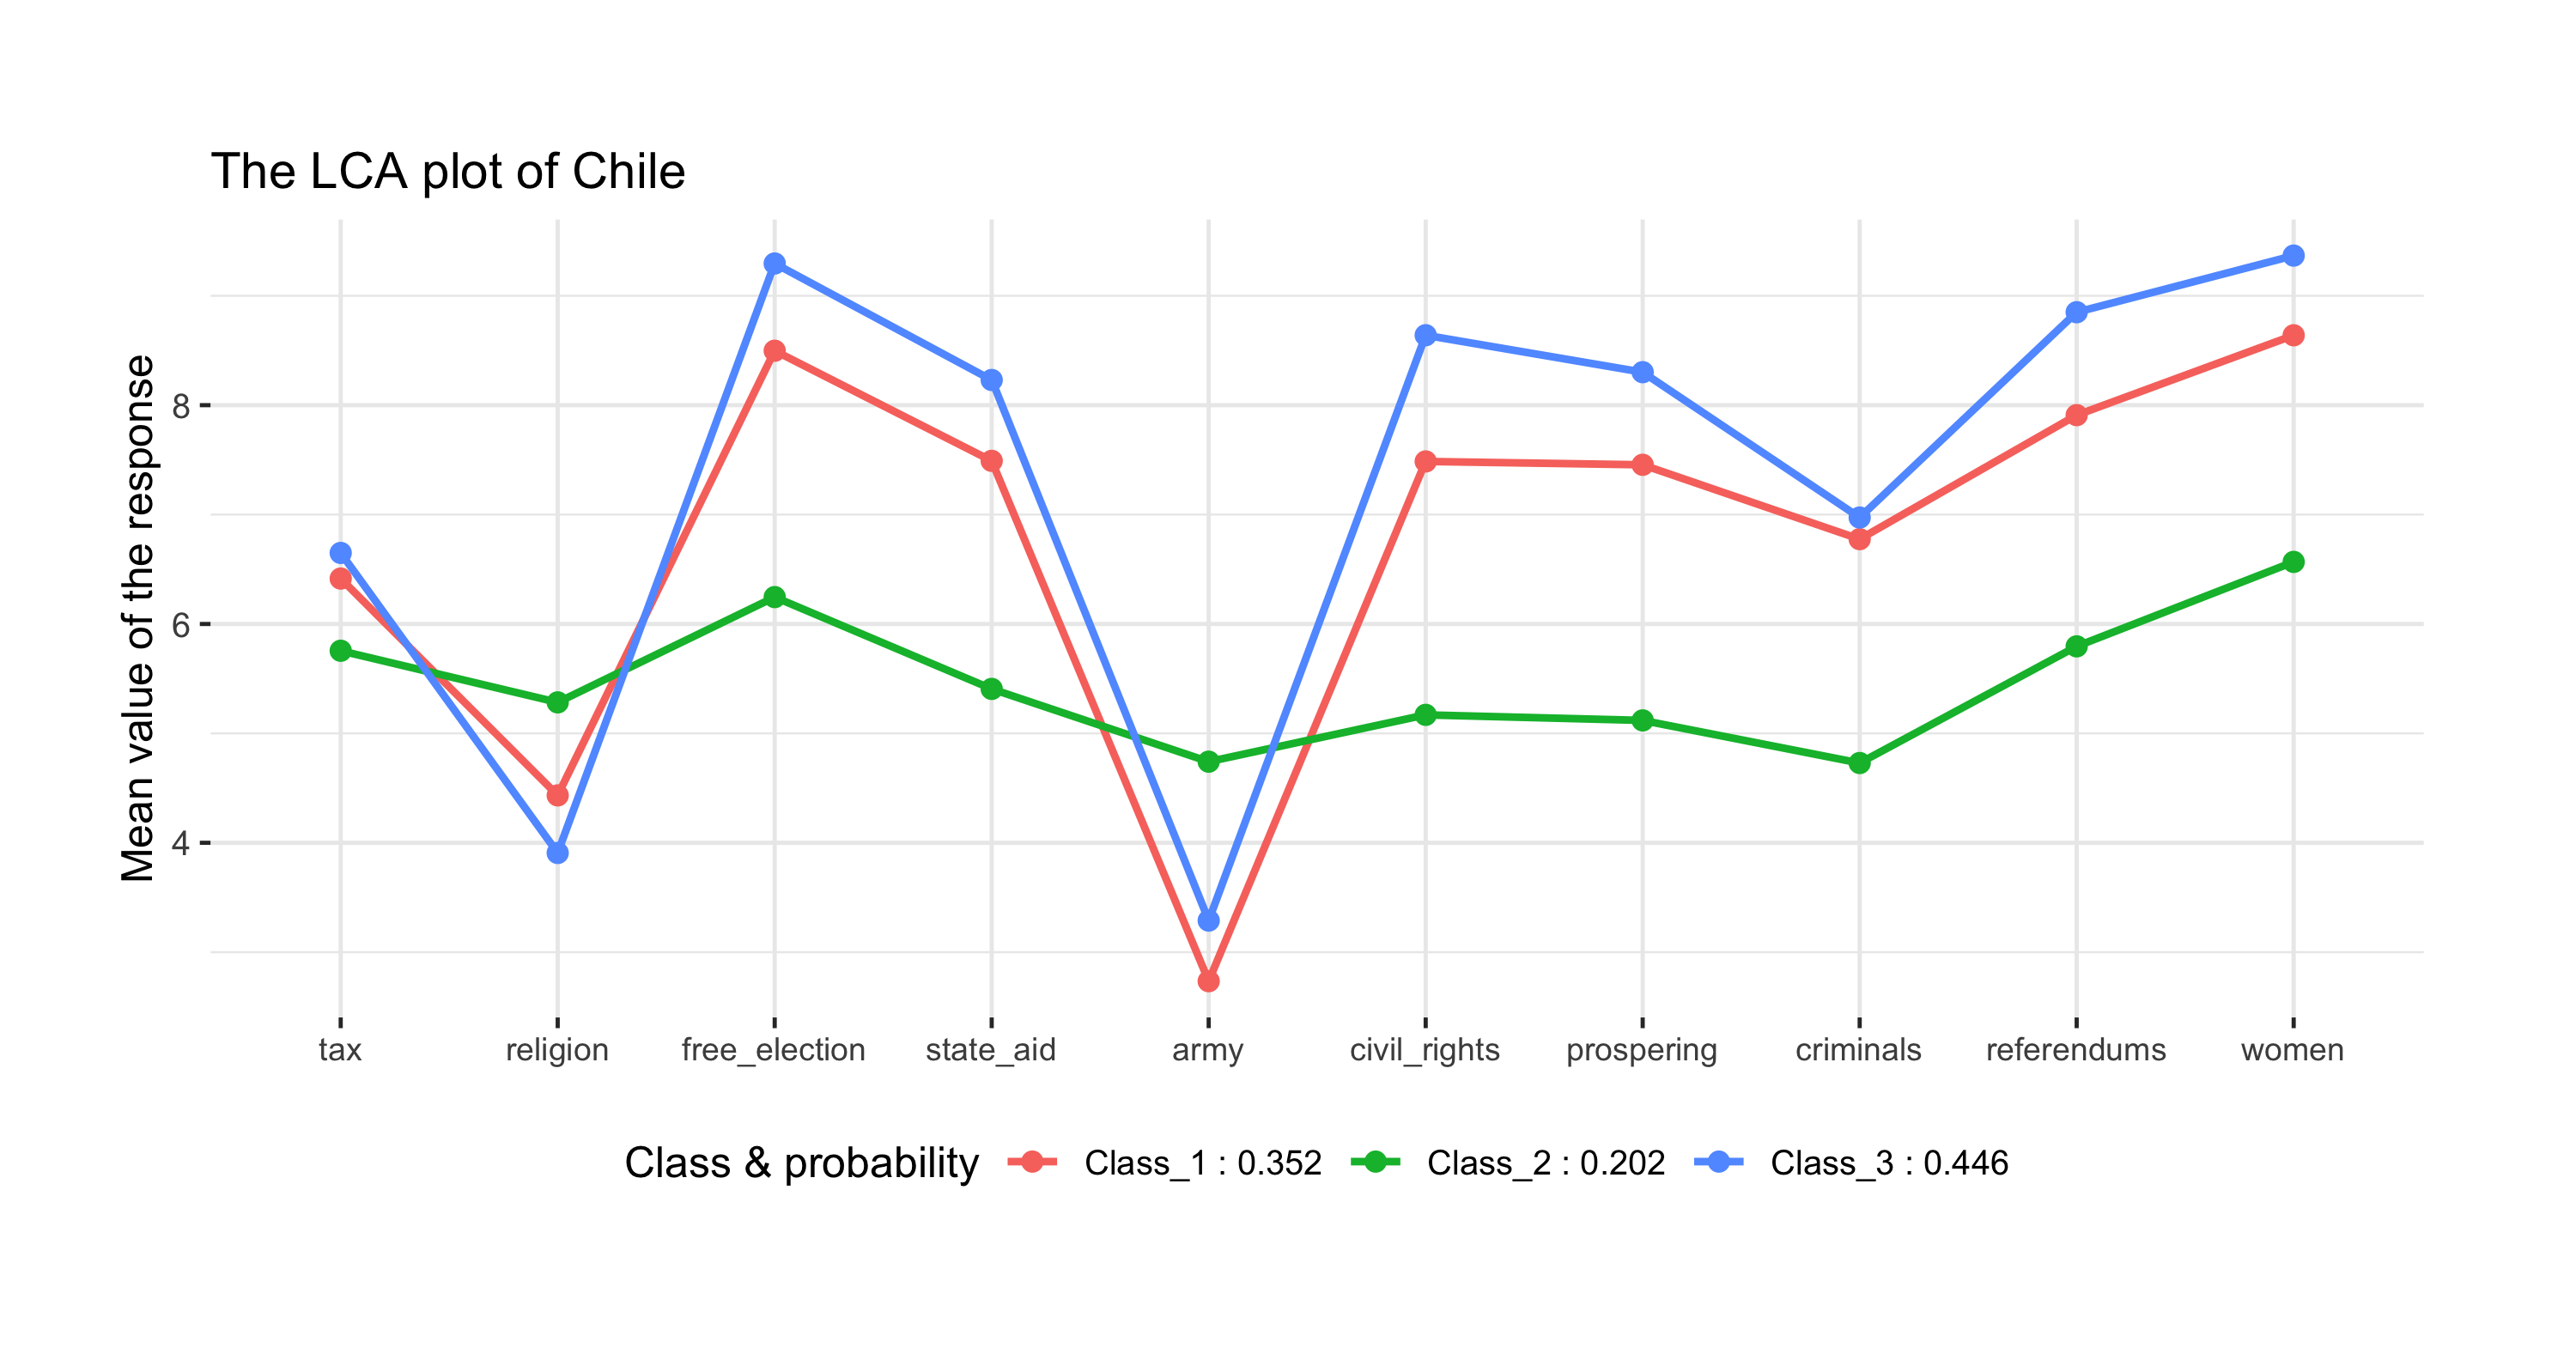 The LCA plot of Chile
Mean value of the response
8
6
4
tax religion free_election state_aid army civil_rights prospering criminals referendums women
Class & probability Class_1 : 0.352 Class_2 : 0.202 Class_3 : 0.446